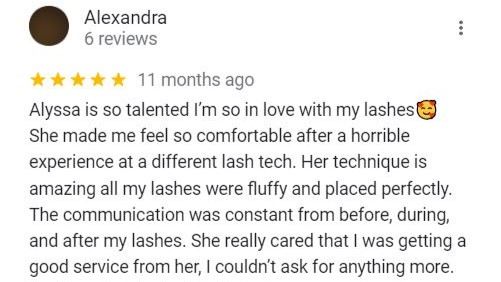 Alexandra
6 reviews
★★★★★ 11 months ago
Alyssa is so talented I'm so in love with my lashes🥰
She made me feel so comfortable after a horrible
experience at a different lash tech. Her technique is
amazing all my lashes were fluffy and placed perfectly.
The communication was constant from before, during,
and after my lashes. She really cared that I was getting a
good service from her, I couldn't ask for anything more.